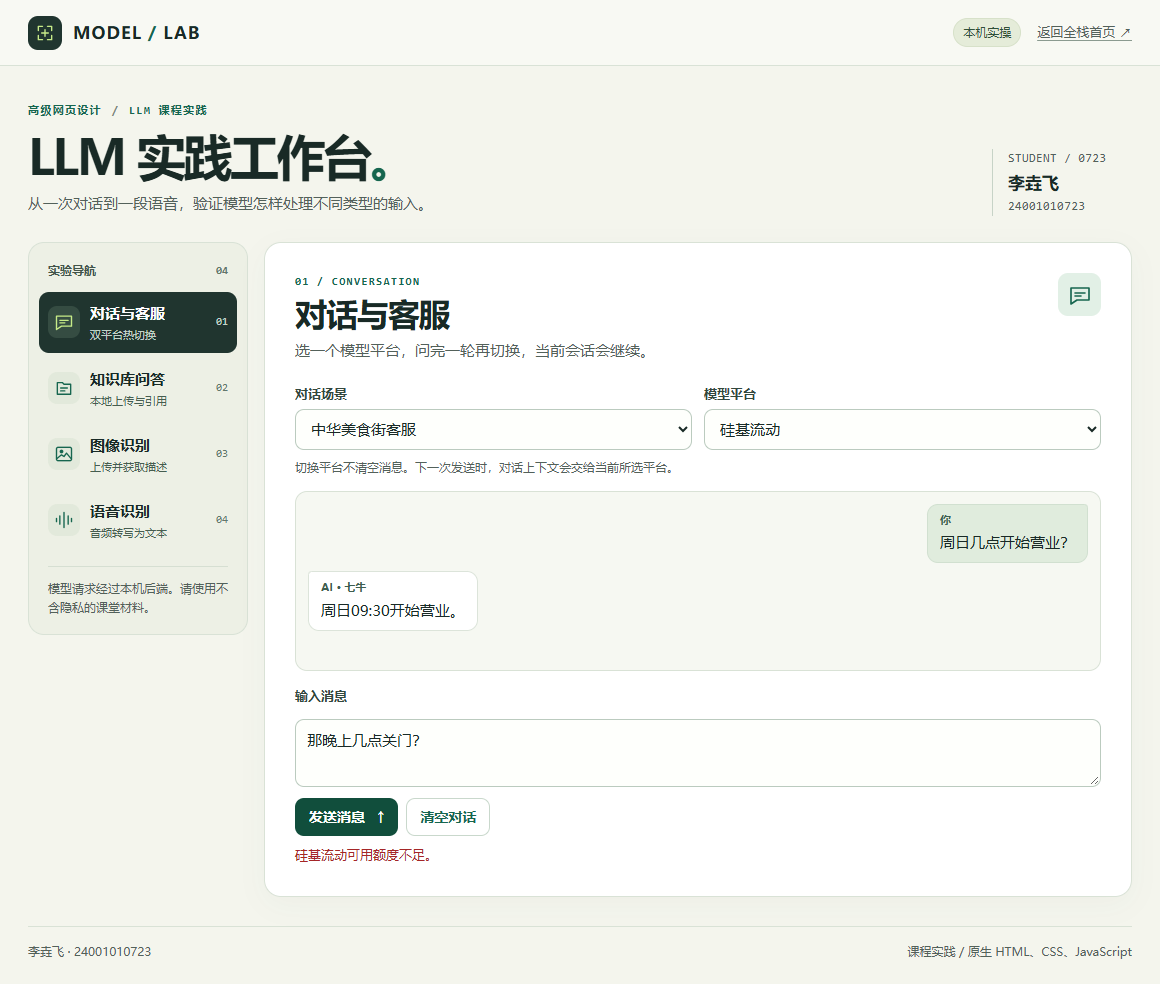 MODEL / LAB
本机实操
返回全栈首页 ↗
高级网页设计 / LLM 课程实践
LLM 实践工作台。
从一次对话到一段语音，验证模型怎样处理不同类型的输入。
STUDENT / 0723
李垚飞
24001010723
实验导航 04
对话与客服
双平台热切换
01
知识库问答
本地上传与引用
02
图像识别
上传并获取描述
03
语音识别
音频转写为文本
04
模型请求经过本机后端。请使用不
含隐私的课堂材料。
01 / CONVERSATION
对话与客服
选一个模型平台，问完一轮再切换，当前会话会继续。
对话场景
中华美食街客服
模型平台
硅基流动
切换平台不清空消息。下一次发送时，对话上下文会交给当前所选平台。
你
周日几点开始营业？
AI • 七牛
周日09:30开始营业。
输入消息
那晚上几点关门？
发送消息 ↑
清空对话
硅基流动可用额度不足。
李垚飞 · 24001010723
课程实践 / 原生 HTML、CSS、JavaScript